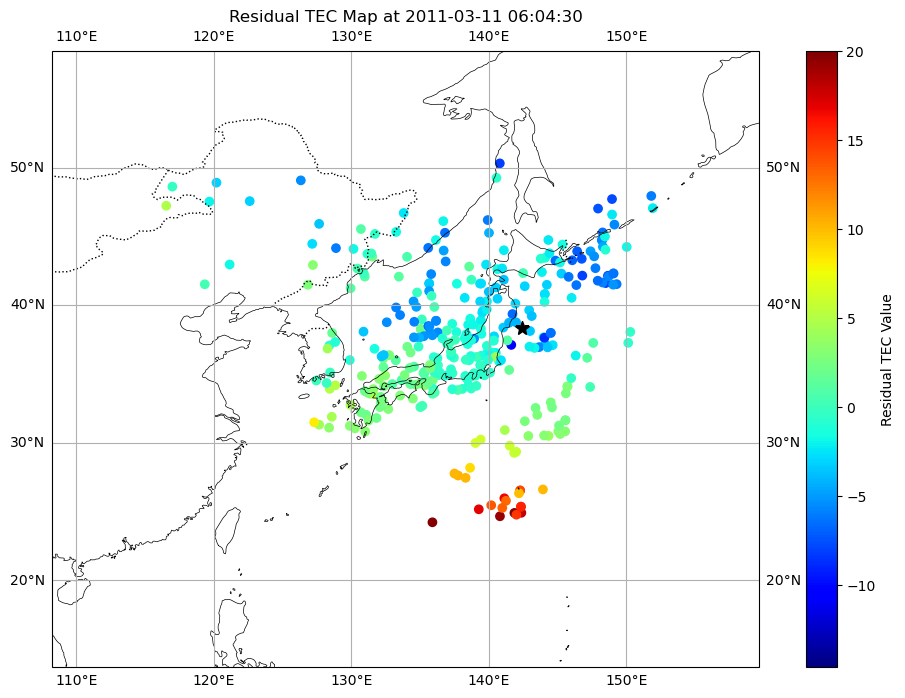 Residual TEC Map at 2011-03-11 06:04:30
110°E 120°E 130°E 140°E 150°E
50°N 50°N
40°N 40°N
30°N 30°N
20°N 20°N
110°E 120°E 130°E 140°E 150°E
20
15
10
5
0
−5
−10
Residual TEC Value